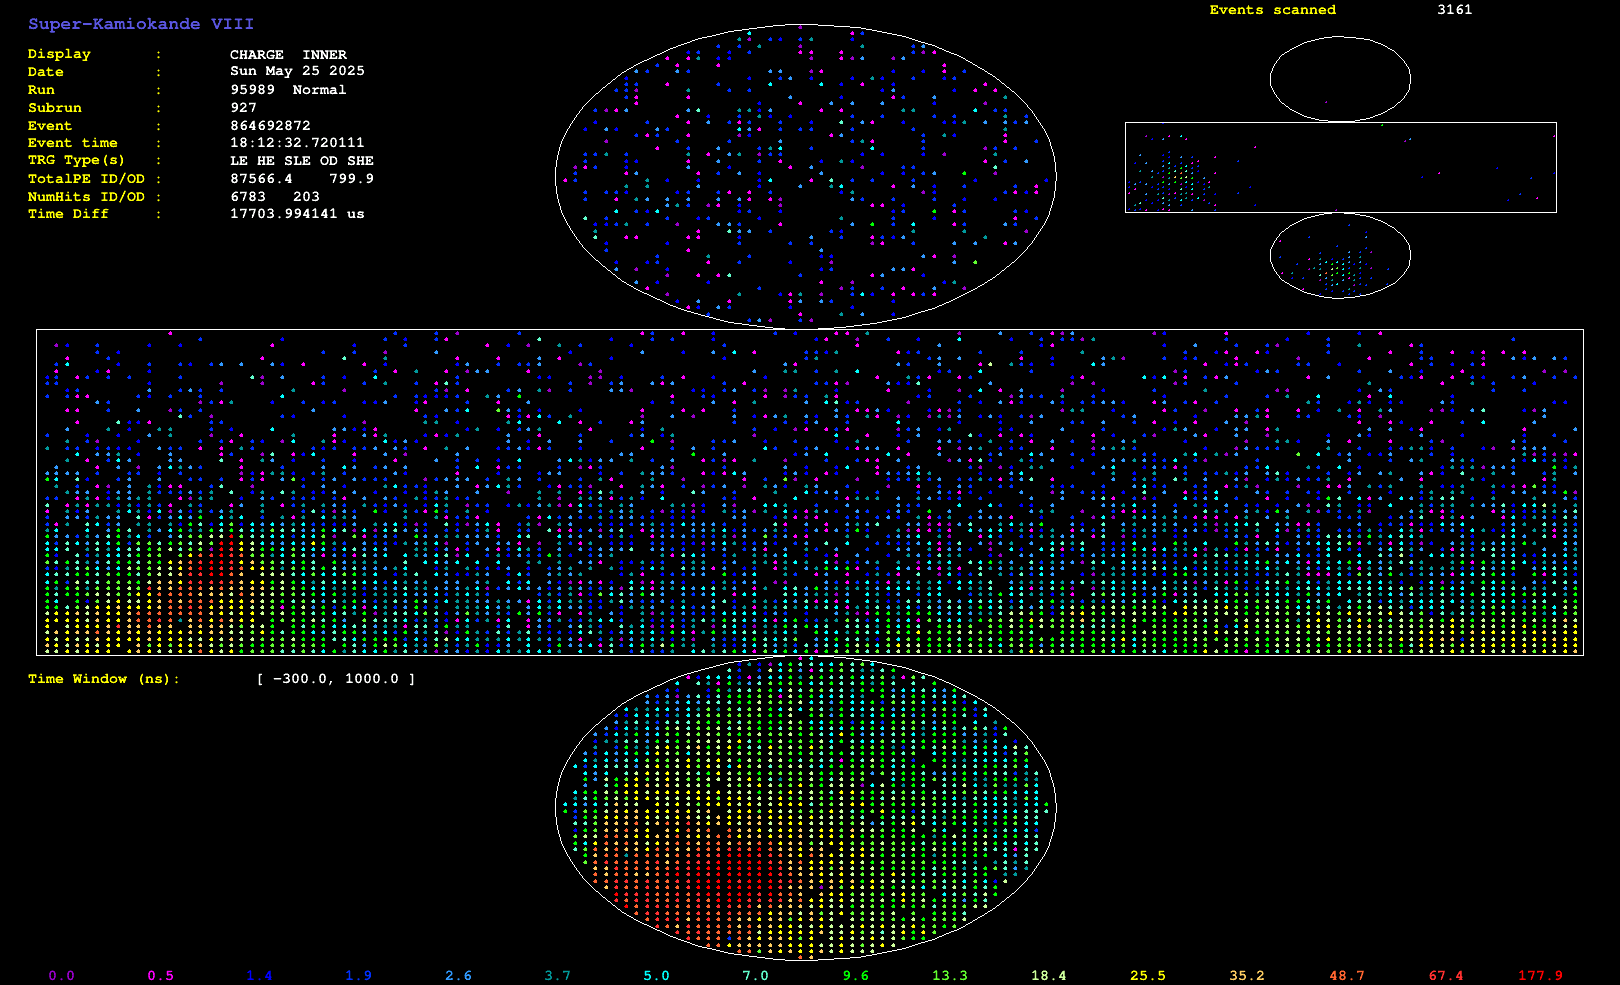 Super-Kamiokande VIII
Display : CHARGE INNER
Date : Sun May 25 2025
Run : 95989 Normal
Subrun : 927
Event : 864692872
Event time : 18:12:32.720111
TRG Type(s) : LE HE SLE OD SHE
TotalPE ID/OD : 87566.4 799.9
NumHits ID/OD : 6783 203
Time Diff : 17703.994141 us
Events scanned 3161
Time Window (ns): [ -300.0, 1000.0 ]
0.0 0.5 1.4 1.9 2.6 3.7 5.0 7.0 9.6 13.3 18.4 25.5 35.2 48.7 67.4 177.9